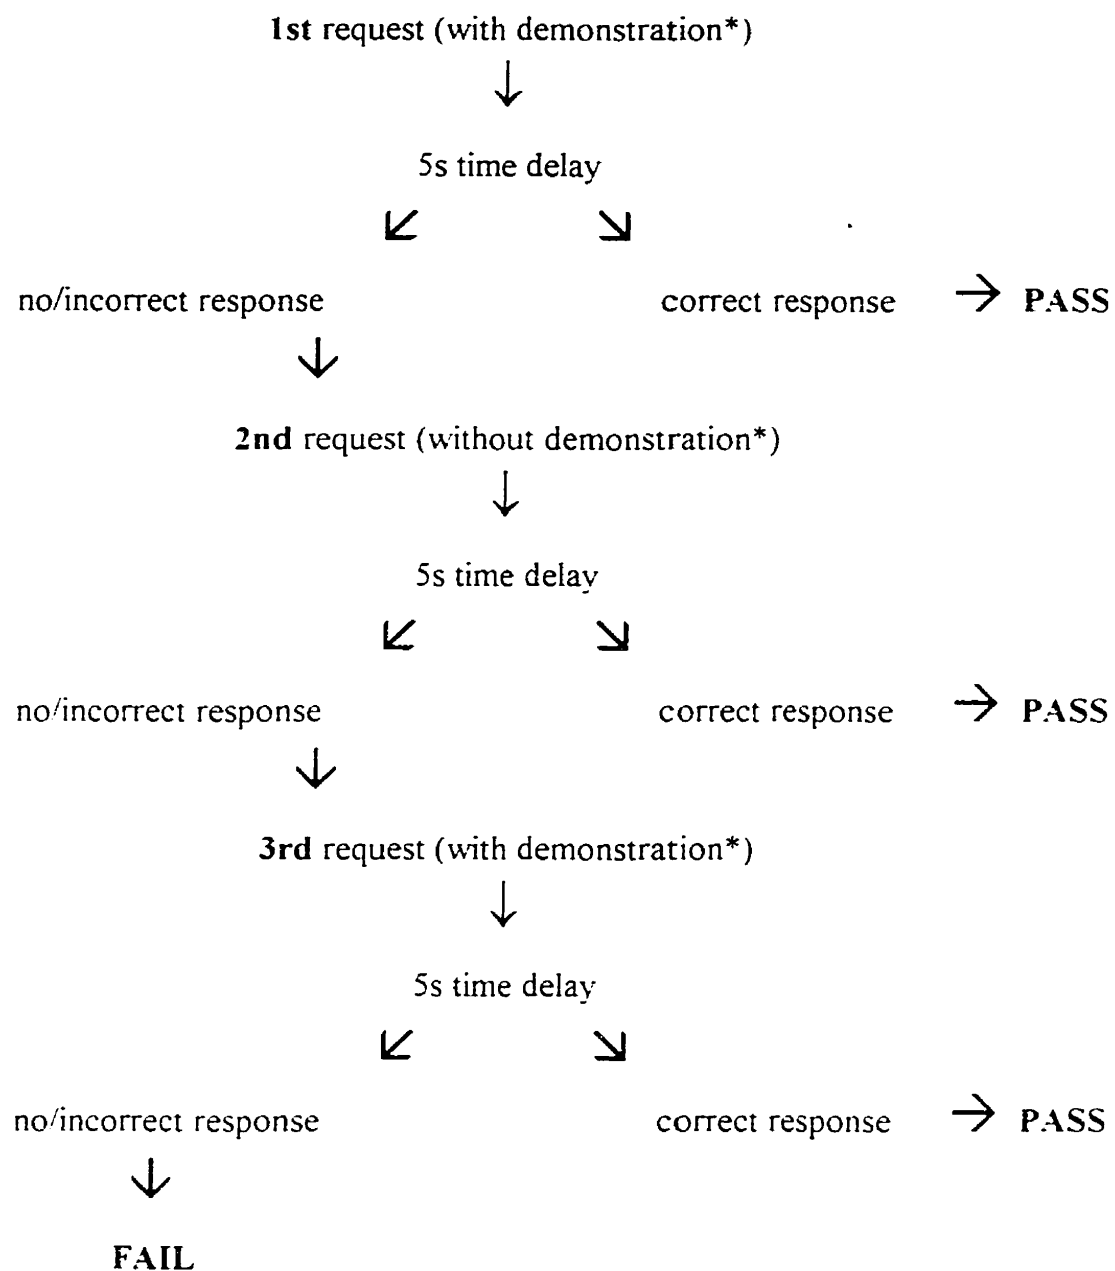 1st request (with demonstration*)
5s time delay
no/incorrect response correct response → PASS
2nd request (without demonstration*)
5s time delay
no/incorrect response correct response → PASS
3rd request (with demonstration*)
5s time delay
no/incorrect response correct response → PASS
FAIL